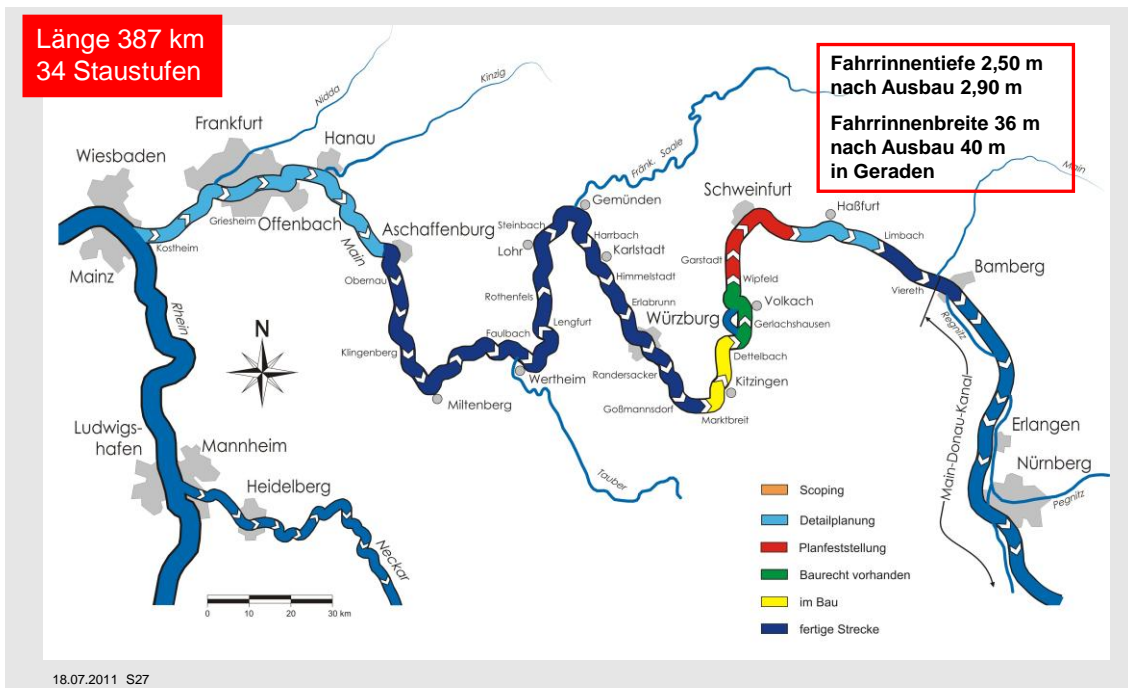 Länge 387 km
34 Staustufen
Fahrrinnentiefe 2,50 m
nach Ausbau 2,90 m
Fahrrinnenbreite 36 m
nach Ausbau 40 m
in Geraden
Nidda
Kinzig
Frankfurt
Hanau
Wiesbaden
Fränk. Saale
Main
Gemünden
Schweinfurt
Haßfurt
Griesheim
Offenbach
Steinbach
Kostheim
Main
Aschaffenburg
Lohr
Harrbach
Karlstadt
Limbach
Mainz
Obernau
Himmelstadt
Garstadt
Wipfeld
Viereth
Bamberg
Rhein
Rothenfels
Erlabrunn
Volkach
N
Faulbach
Lengfurt
Würzburg
Gerlachshausen
Regnitz
Klingenberg
Wertheim
Randersacker
Dettelbach
Kitzingen
Miltenberg
Goßmannsdorf
Marktbreit
Ludwigs-
hafen
Mannheim
Erlangen
Main-Donau-Kanal
Nürnberg
Heidelberg
Tauber
Pegnitz
Neckar
Scoping
Detailplanung
Planfeststellung
Baurecht vorhanden
im Bau
fertige Strecke
0 10 20 30 km
18.07.2011 S27